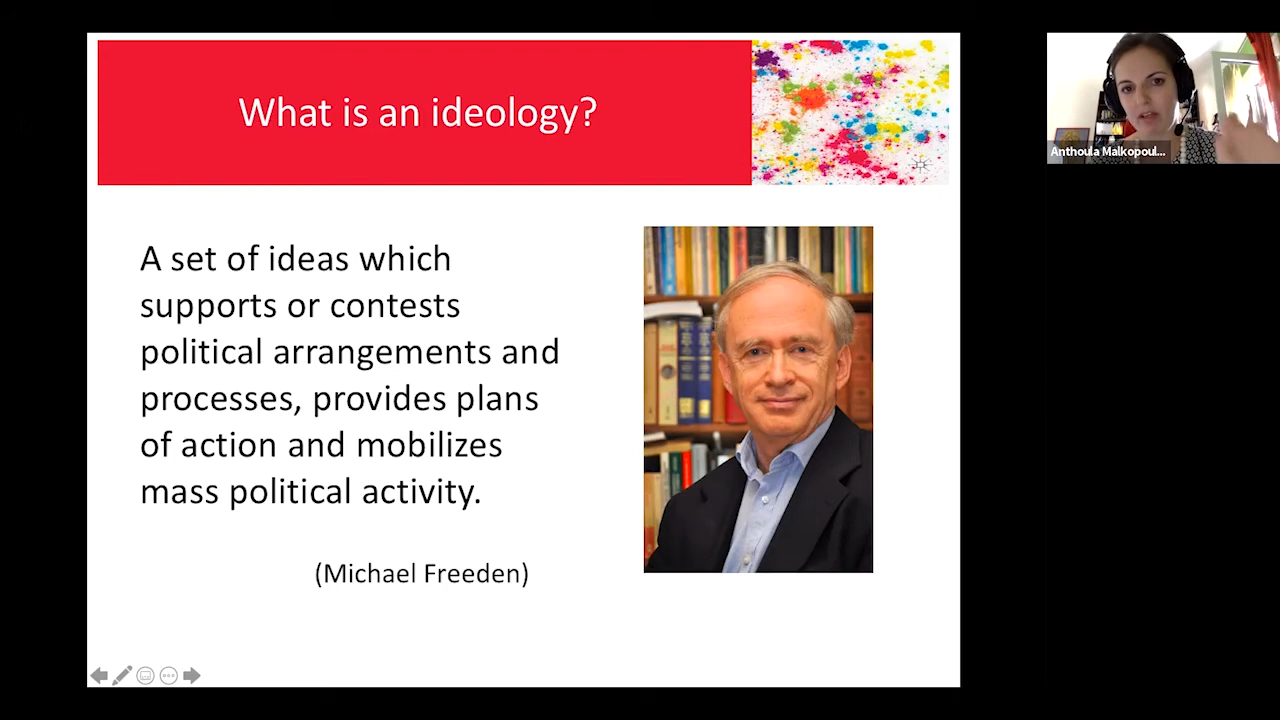 What is an ideology?
A set of ideas which
supports or contests
political arrangements and
processes, provides plans
of action and mobilizes
mass political activity.
(Michael Freeden)
Anthoula Malkopoul...